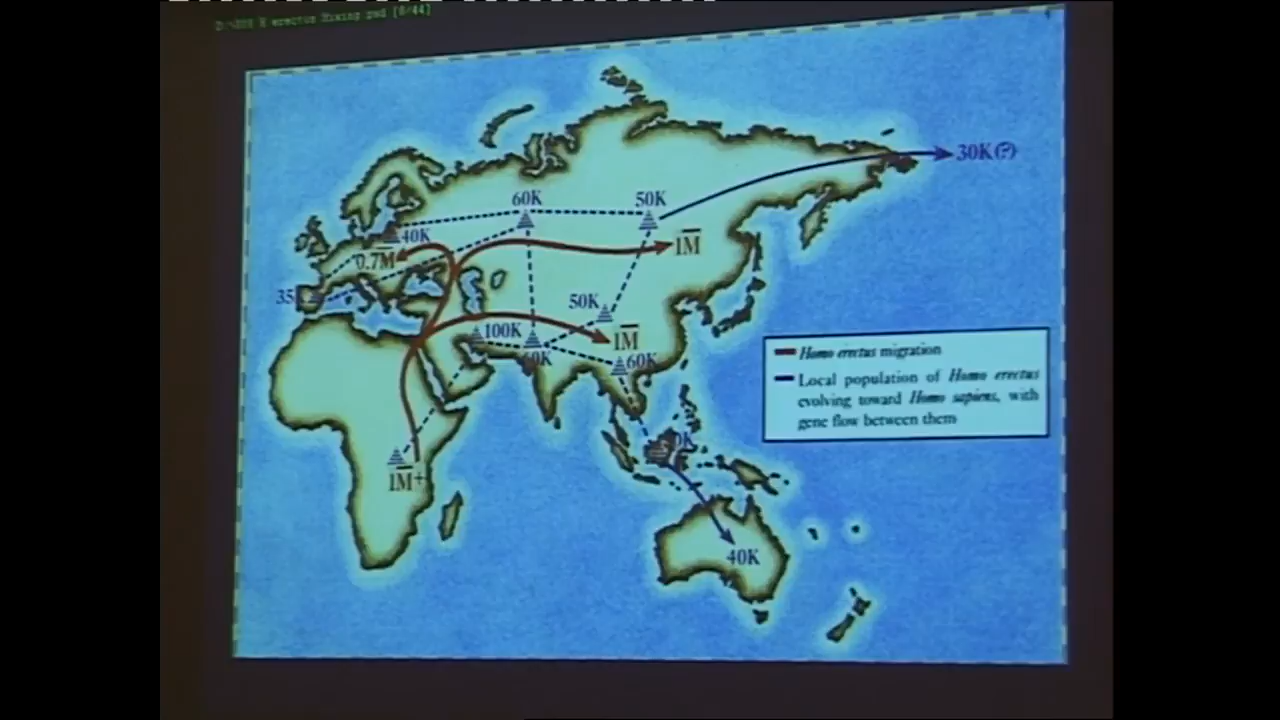 30K(?)
60K
50K
40K
0.7M
1M
35
50K
100K
1M
60K
60K
1M+
40K
Homo erectus migration
Local population of Homo erectus
evolving toward Homo sapiens, with
gene flow between them